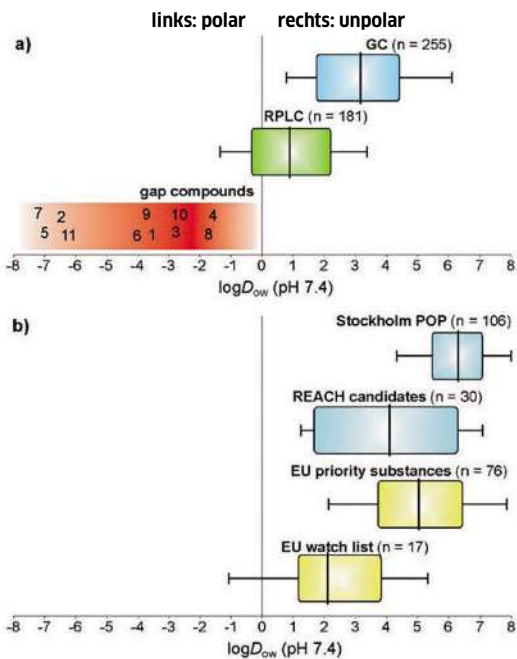 links: polar rechts: unpolar
a)
GC (n = 255)
RPLC (n = 181)
gap compounds
7 2 9 10 4
5 11 6 1 3 8
-8 -7 -6 -5 -4 -3 -2 -1 0 1 2 3 4 5 6 7 8
logDow (pH 7.4)
b)
Stockholm POP (n = 106)
REACH candidates (n = 30)
EU priority substances (n = 76)
EU watch list (n = 17)
-8 -7 -6 -5 -4 -3 -2 -1 0 1 2 3 4 5 6 7 8
logDow (pH 7.4)